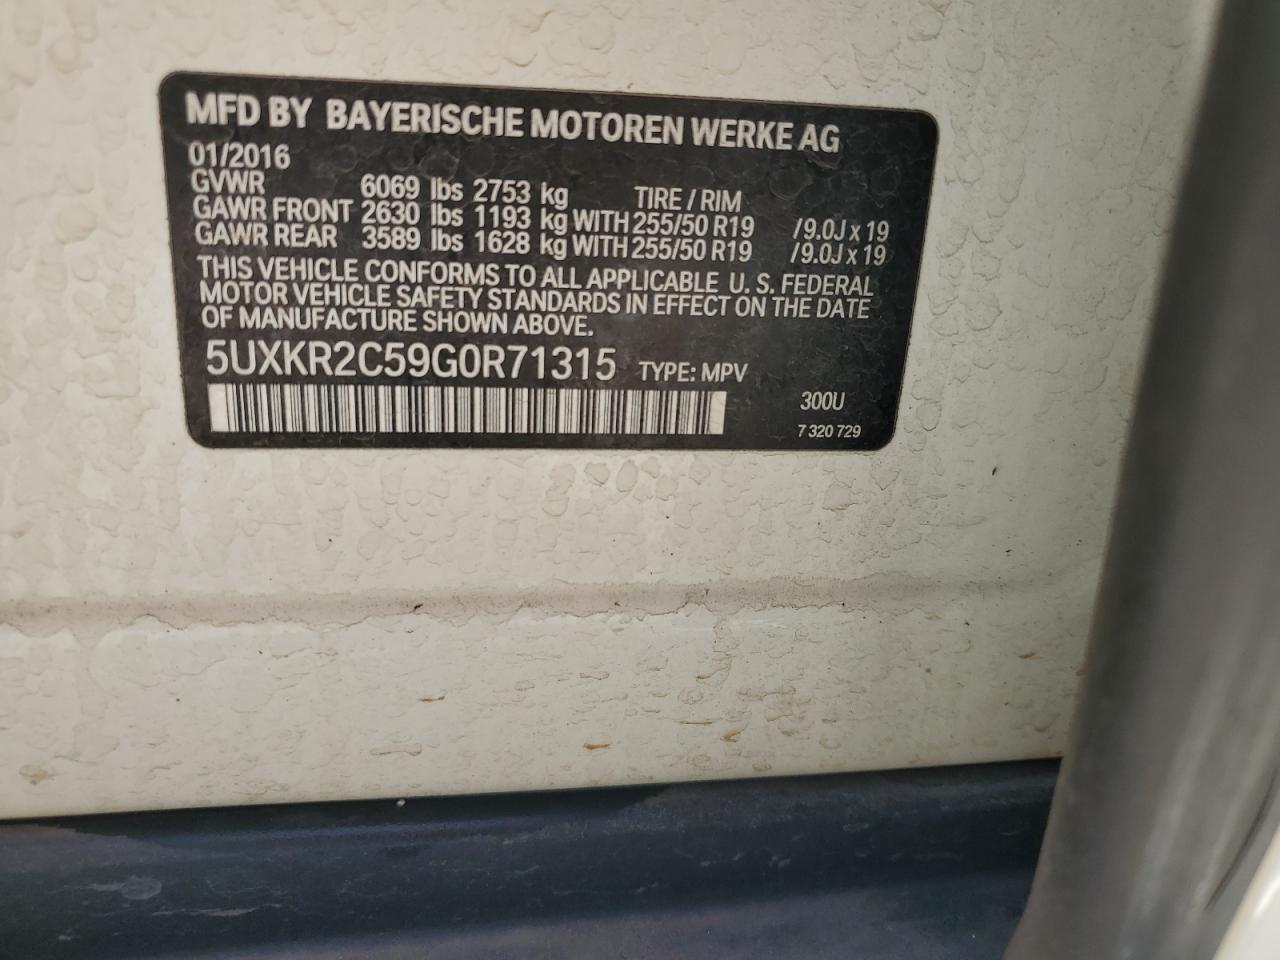 MFD BY BAYERISCHE MOTOREN WERKE AG
01/2016
GVWR 6069 lbs 2753 kg TIRE / RIM
GAWR FRONT 2630 lbs 1193 kg WITH 255/50 R19 /9.0J x 19
GAWR REAR 3589 lbs 1628 kg WITH 255/50 R19 /9.0J x 19
THIS VEHICLE CONFORMS TO ALL APPLICABLE U. S. FEDERAL
MOTOR VEHICLE SAFETY STANDARDS IN EFFECT ON THE DATE
OF MANUFACTURE SHOWN ABOVE.
5UXKR2C59G0R71315 TYPE: MPV
300U
7 320 729